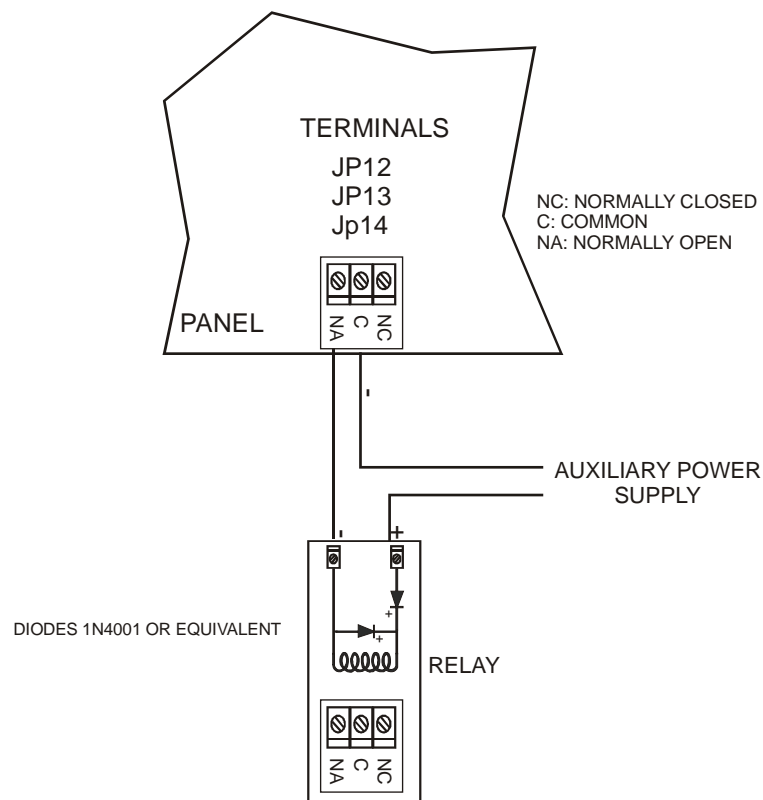 TERMINALS
JP12
JP13
Jp14
NC: NORMALLY CLOSED
C: COMMON
NA: NORMALLY OPEN
PANEL
NA
C
NC
-
AUXILIARY POWER
SUPPLY
-
+
+
+
DIODES 1N4001 OR EQUIVALENT
RELAY
NA
C
NC